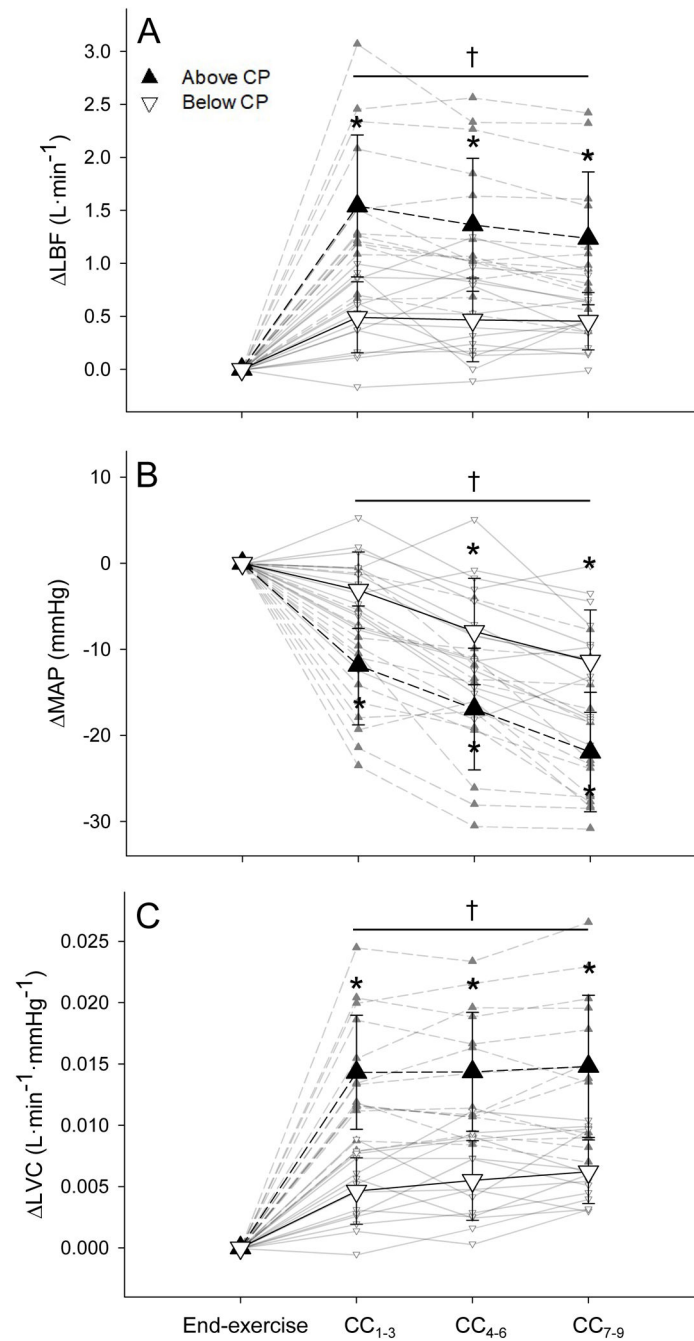 A
†
▲ Above CP
▽ Below CP
* * *
ΔLBF (L·min⁻¹)
3.0
2.5
2.0
1.5
1.0
0.5
0.0
B
†
* *
* * *
ΔMAP (mmHg)
10
0
-10
-20
-30
C
†
* * *
ΔLVC (L·min⁻¹·mmHg⁻¹)
0.025
0.020
0.015
0.010
0.005
0.000
End-exercise CC₁₋₃ CC₄₋₆ CC₇₋₉